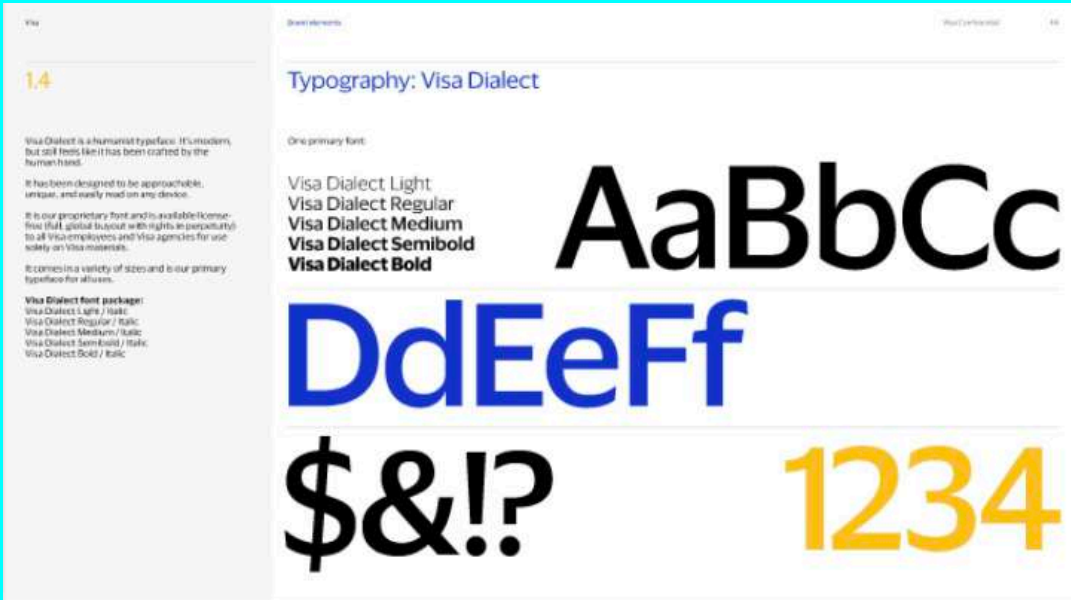 Visa
Brand elements
Visa Confidential
1.4
Typography: Visa Dialect
Visa Dialect is a humanist typeface. It's modern,
but still feels like it has been crafted by the
human hand.
It has been designed to be approachable,
unique, and easily read on any device.
It is our proprietary font and is available license-
free (full, global buyout with rights in perpetuity)
to all Visa employees and Visa agencies for use
solely on Visa materials.
It comes in a variety of sizes and is our primary
typeface for all uses.
Visa Dialect font package:
Visa Dialect Light / Italic
Visa Dialect Regular / Italic
Visa Dialect Medium / Italic
Visa Dialect Semibold / Italic
Visa Dialect Bold / Italic
One primary font:
Visa Dialect Light
Visa Dialect Regular
Visa Dialect Medium
Visa Dialect Semibold
Visa Dialect Bold
AaBbCc
DdEeFf
$&!?
1234